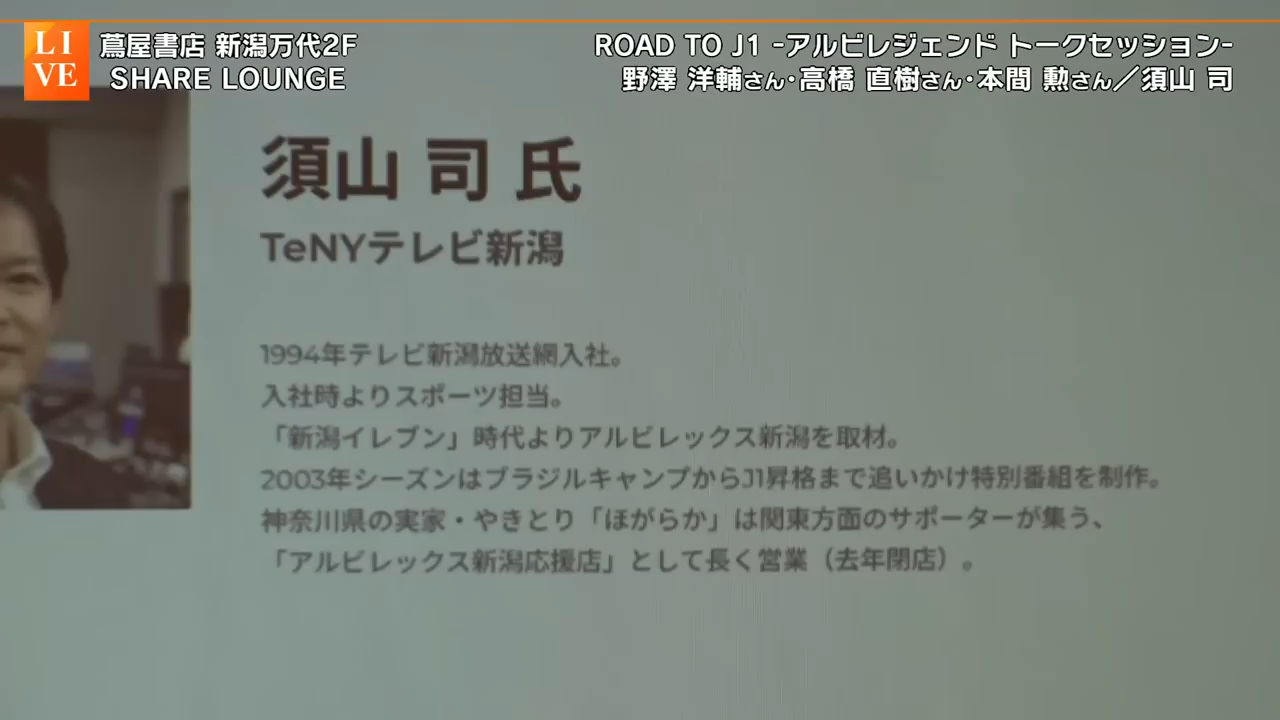 LIVE
蔦屋書店 新潟万代2F
SHARE LOUNGE
ROAD TO J1 -アルビレジェンド トークセッション-
野澤 洋輔さん・高橋 直樹さん・本間 勲さん／須山 司
須山 司 氏
TeNYテレビ新潟
1994年テレビ新潟放送網入社。
入社時よりスポーツ担当。
「新潟イレブン」時代よりアルビレックス新潟を取材。
2003年シーズンはブラジルキャンプからJ1昇格まで追いかけ特別番組を制作。
神奈川県の実家・やきとり「ほがらか」は関東方面のサポーターが集う、
「アルビレックス新潟応援店」として長く営業（去年閉店）。